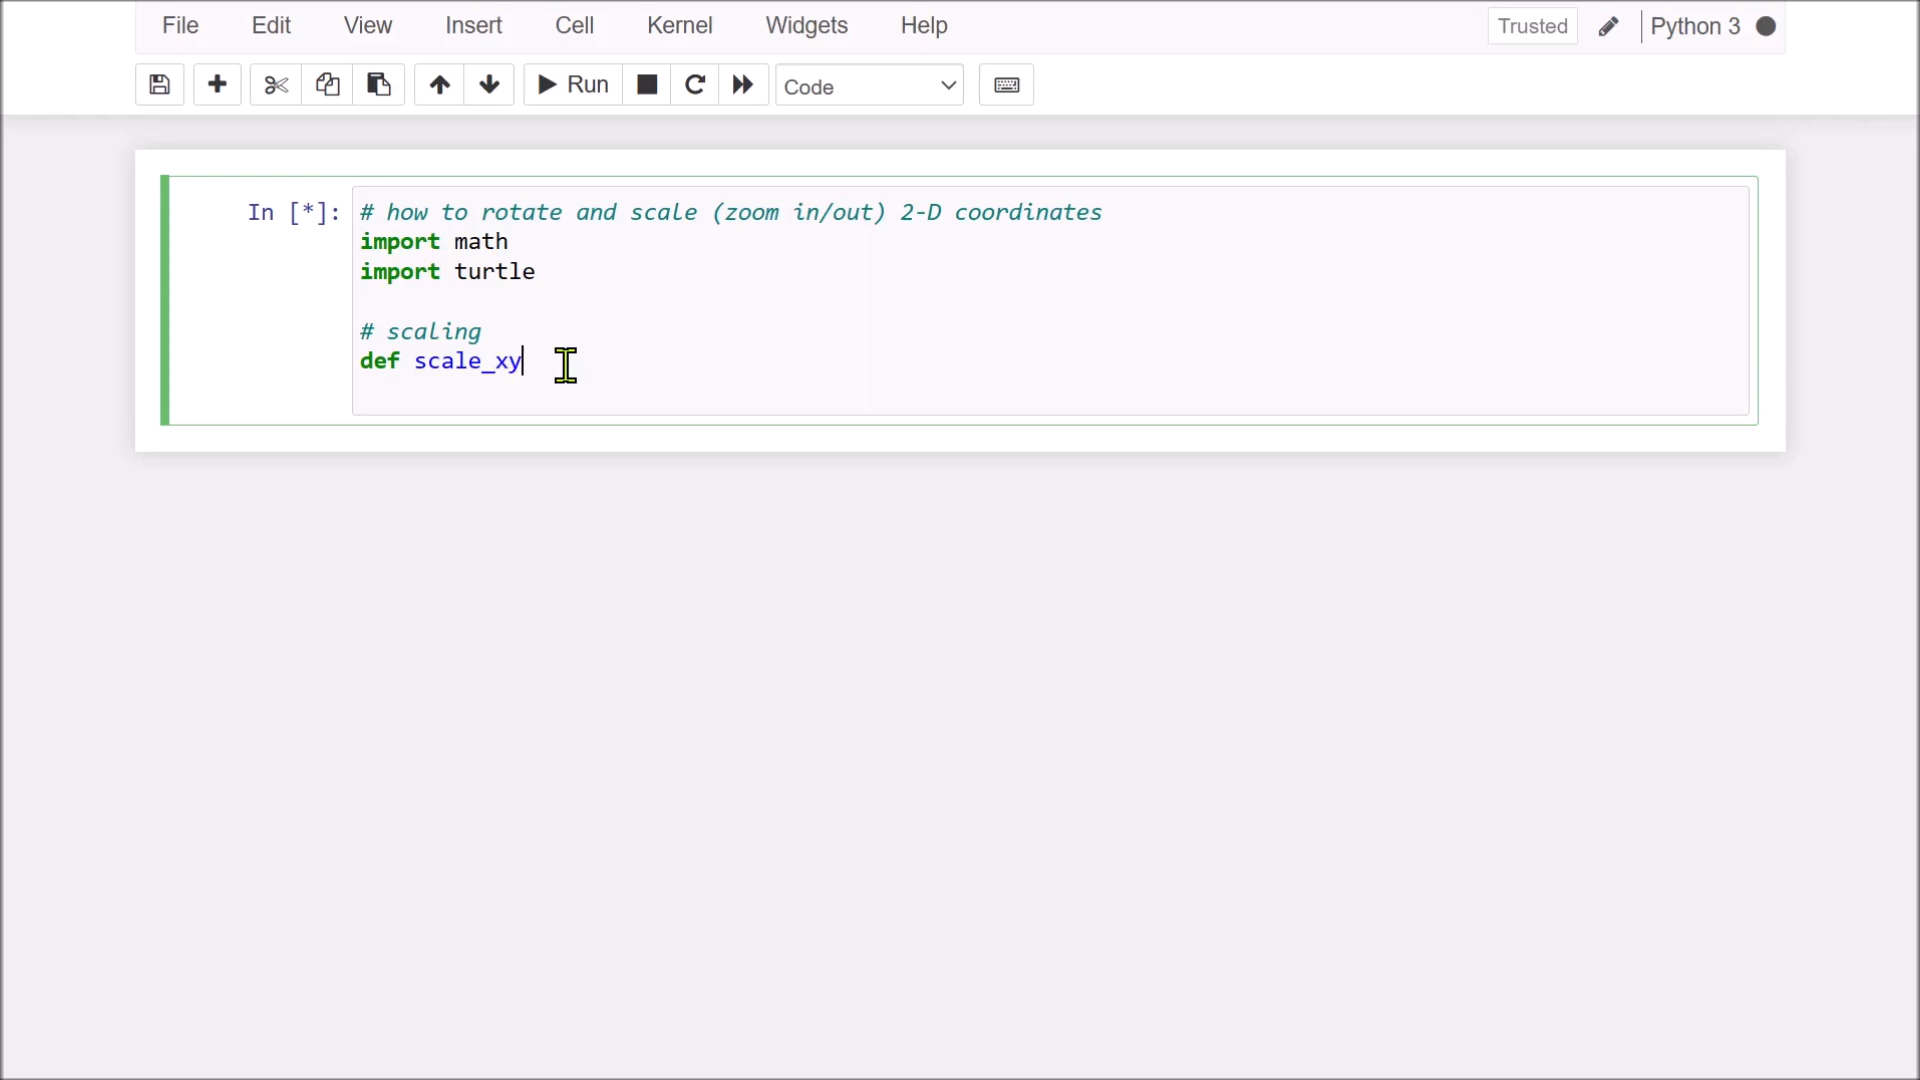 File Edit View Insert Cell Kernel Widgets Help Trusted Python 3
Run Code
In [*]: # how to rotate and scale (zoom in/out) 2-D coordinates
import math
import turtle
# scaling
def scale_xy